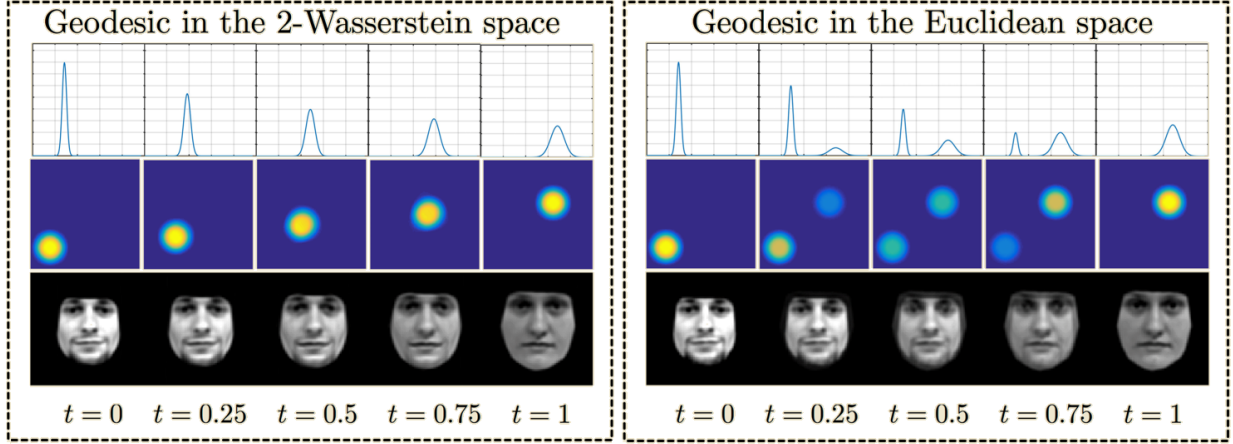 Geodesic in the 2-Wasserstein space
t = 0 t = 0.25 t = 0.5 t = 0.75 t = 1
Geodesic in the Euclidean space
t = 0 t = 0.25 t = 0.5 t = 0.75 t = 1